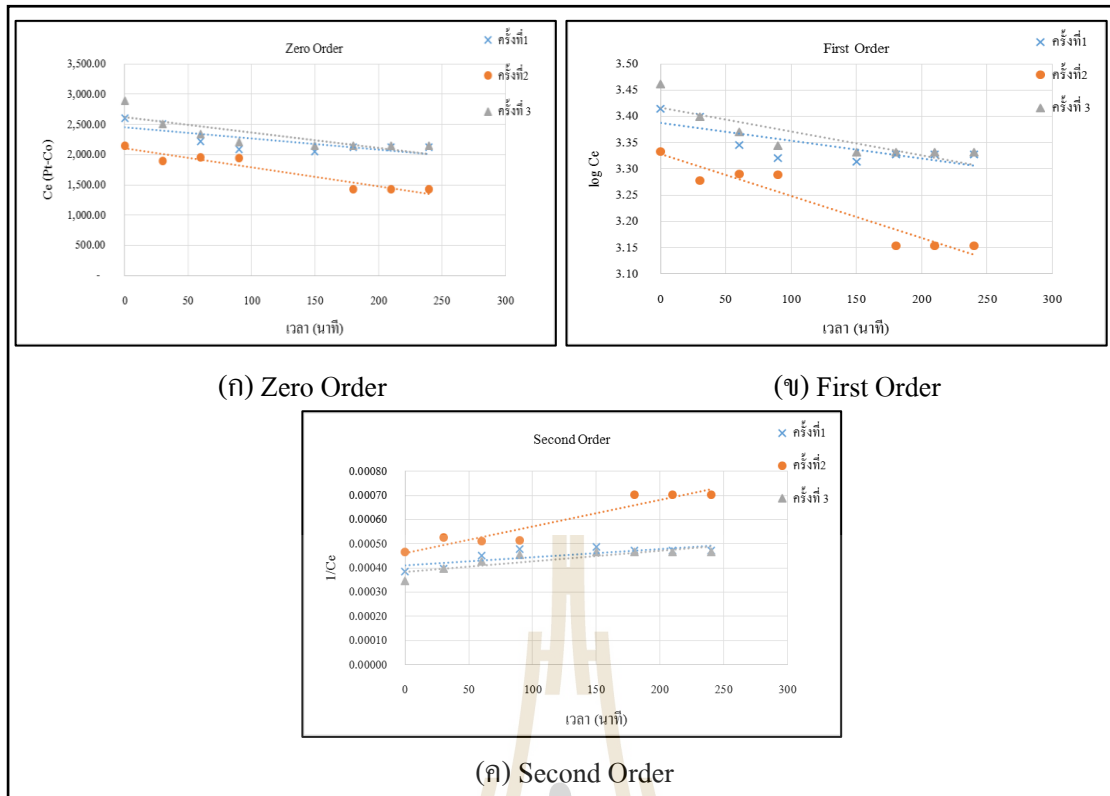 Zero Order
ครั้งที่1
ครั้งที่2
ครั้งที่ 3
3,500.00
3,000.00
2,500.00
2,000.00
1,500.00
1,000.00
500.00
-
Ce (Pt-Co)
0 50 100 150 200 250 300
เวลา (นาที)
First Order
ครั้งที่1
ครั้งที่2
ครั้งที่ 3
3.50
3.45
3.40
3.35
3.30
3.25
3.20
3.15
3.10
log Ce
0 50 100 150 200 250 300
เวลา (นาที)
(ก) Zero Order
(ข) First Order
Second Order
ครั้งที่1
ครั้งที่2
ครั้งที่ 3
0.00080
0.00070
0.00060
0.00050
0.00040
0.00030
0.00020
0.00010
0.00000
1/Ce
0 50 100 150 200 250 300
เวลา (นาที)
(ค) Second Order